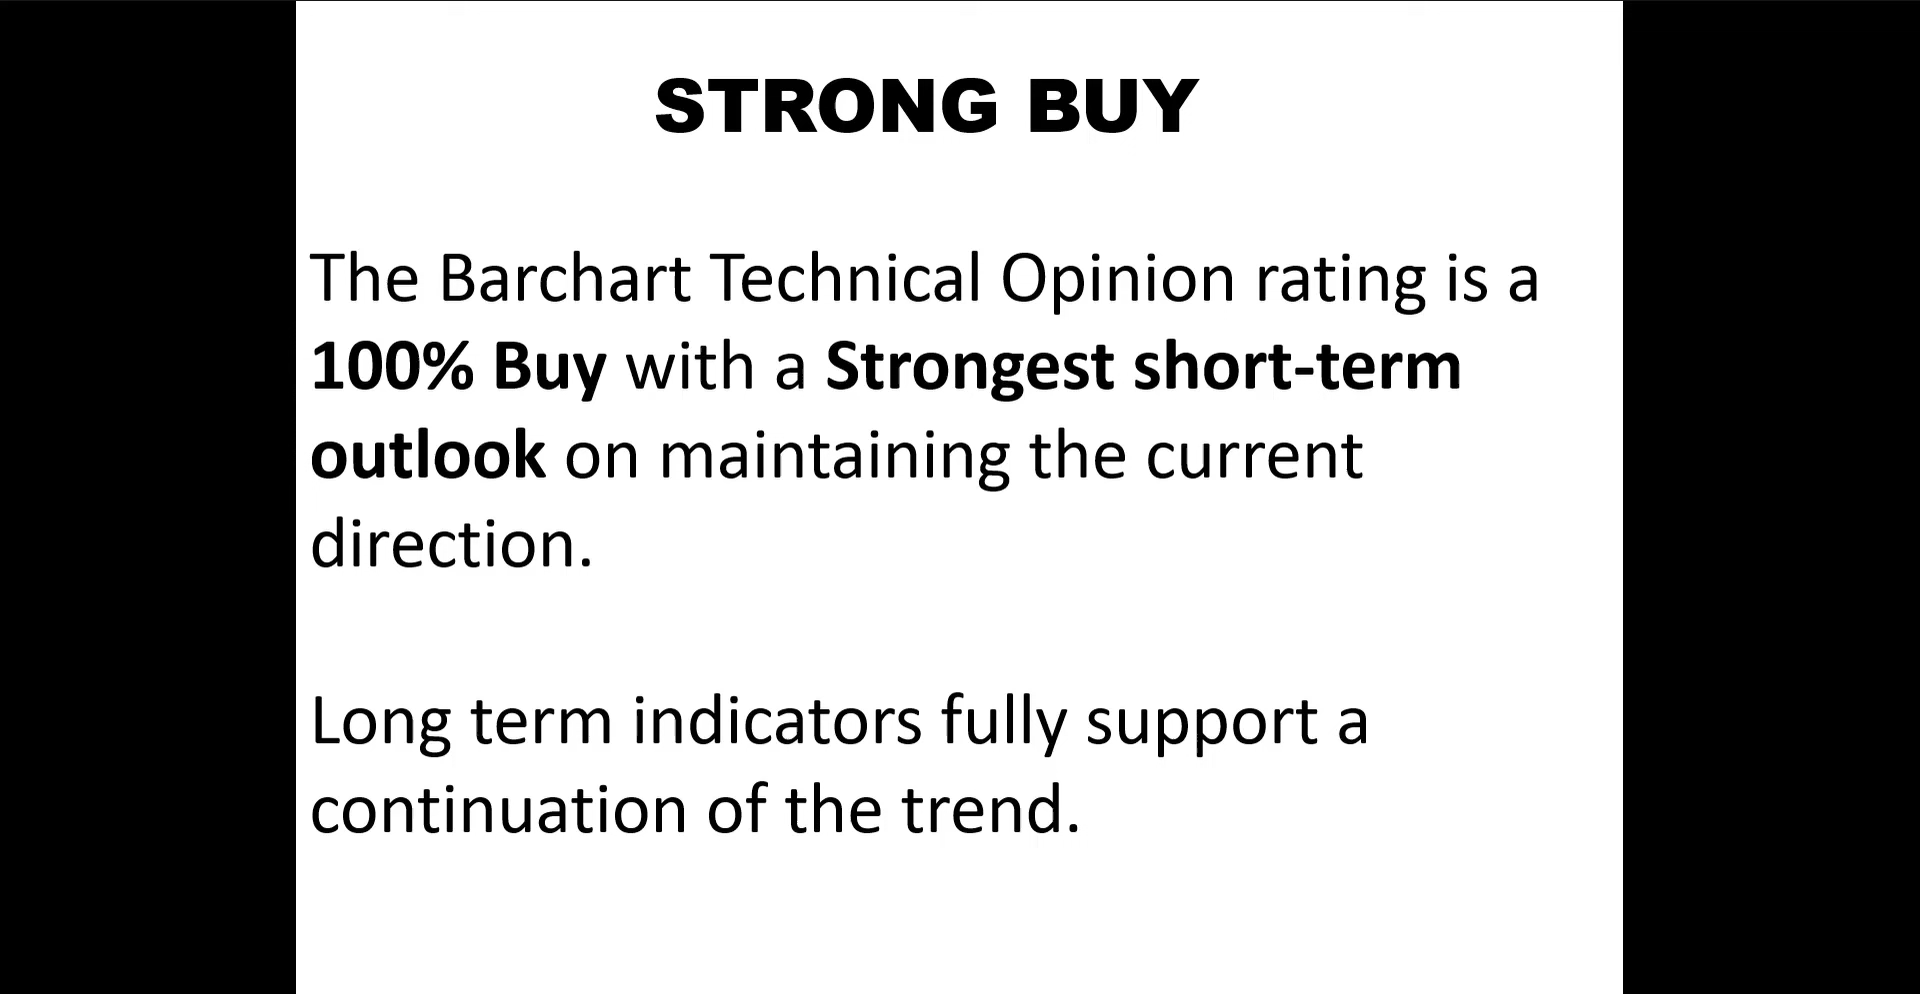 STRONG BUY
The Barchart Technical Opinion rating is a
100% Buy with a Strongest short-term
outlook on maintaining the current
direction.
Long term indicators fully support a
continuation of the trend.